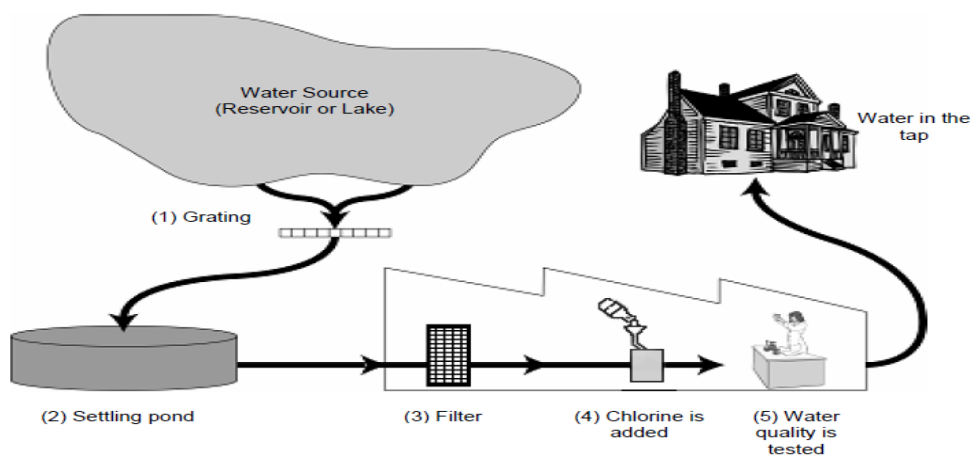 Water Source
(Reservoir or Lake)
Water in the
tap
(1) Grating
(2) Settling pond
(3) Filter
(4) Chlorine is
added
(5) Water
quality is
tested